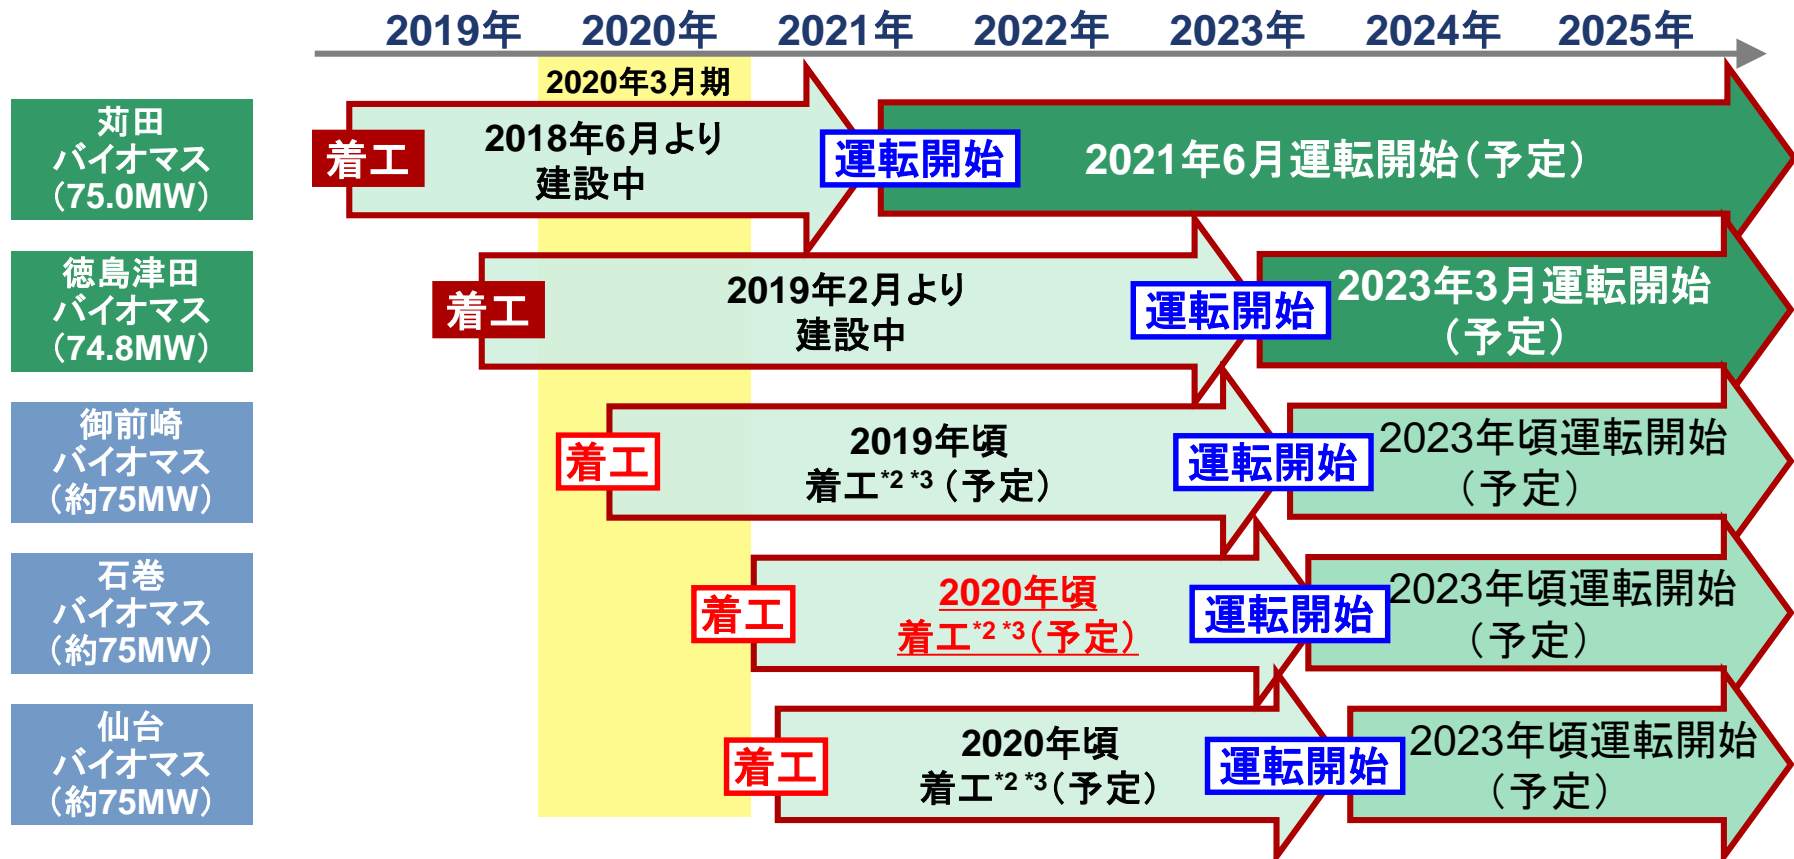 2019年 2020年 2021年 2022年 2023年 2024年 2025年
2020年3月期
苅田
バイオマス
（75.0MW）
着工
2018年6月より
建設中
運転開始
2021年6月運転開始（予定）
徳島津田
バイオマス
（74.8MW）
着工
2019年2月より
建設中
運転開始
2023年3月運転開始
（予定）
御前崎
バイオマス
（約75MW）
着工
2019年頃
着工*2 *3（予定）
運転開始
2023年頃運転開始
（予定）
石巻
バイオマス
（約75MW）
着工
2020年頃
着工*2 *3（予定）
運転開始
2023年頃運転開始
（予定）
仙台
バイオマス
（約75MW）
着工
2020年頃
着工*2 *3（予定）
運転開始
2023年頃運転開始
（予定）